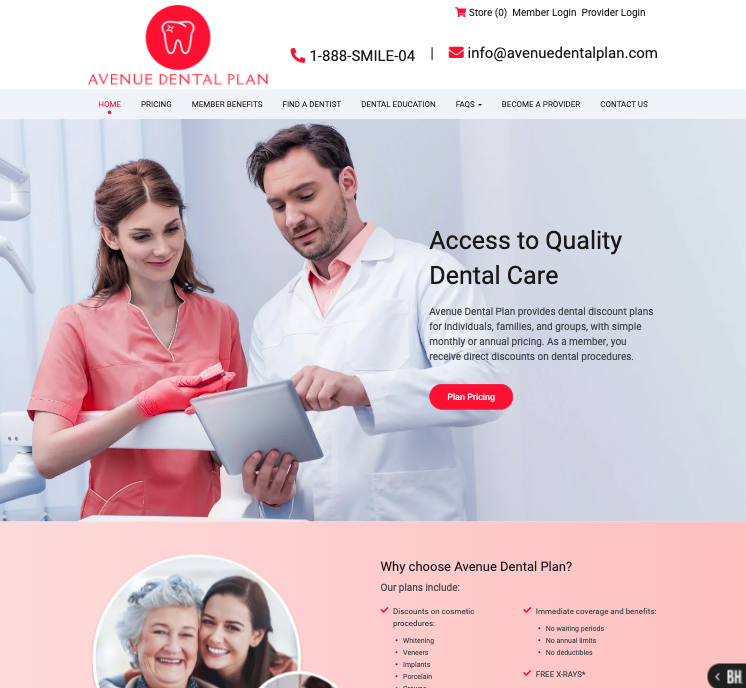 Store (0) Member Login Provider Login
AVENUE DENTAL PLAN
1-888-SMILE-04 | info@avenuedentalplan.com
HOME PRICING MEMBER BENEFITS FIND A DENTIST DENTAL EDUCATION FAQS BECOME A PROVIDER CONTACT US
Access to Quality
Dental Care
Avenue Dental Plan provides dental discount plans
for individuals, families, and groups, with simple
monthly or annual pricing. As a member, you
receive direct discounts on dental procedures.
Plan Pricing
Why choose Avenue Dental Plan?
Our plans include:
Discounts on cosmetic
procedures:
Whitening
Veneers
Implants
Porcelain
Immediate coverage and benefits:
No waiting periods
No annual limits
No deductibles
FREE X-RAYS*
BH